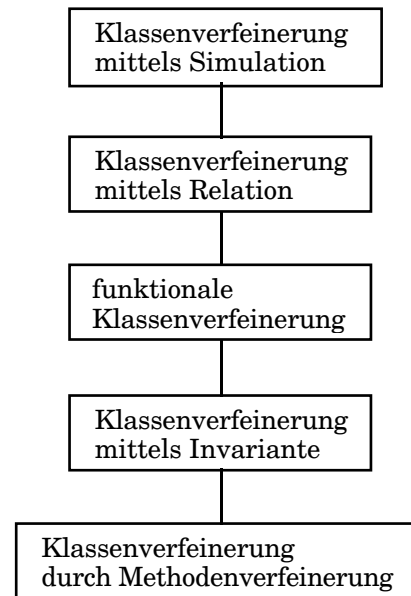 Klassenverfeinerung
mittels Simulation
Klassenverfeinerung
mittels Relation
funktionale
Klassenverfeinerung
Klassenverfeinerung
mittels Invariante
Klassenverfeinerung
durch Methodenverfeinerung